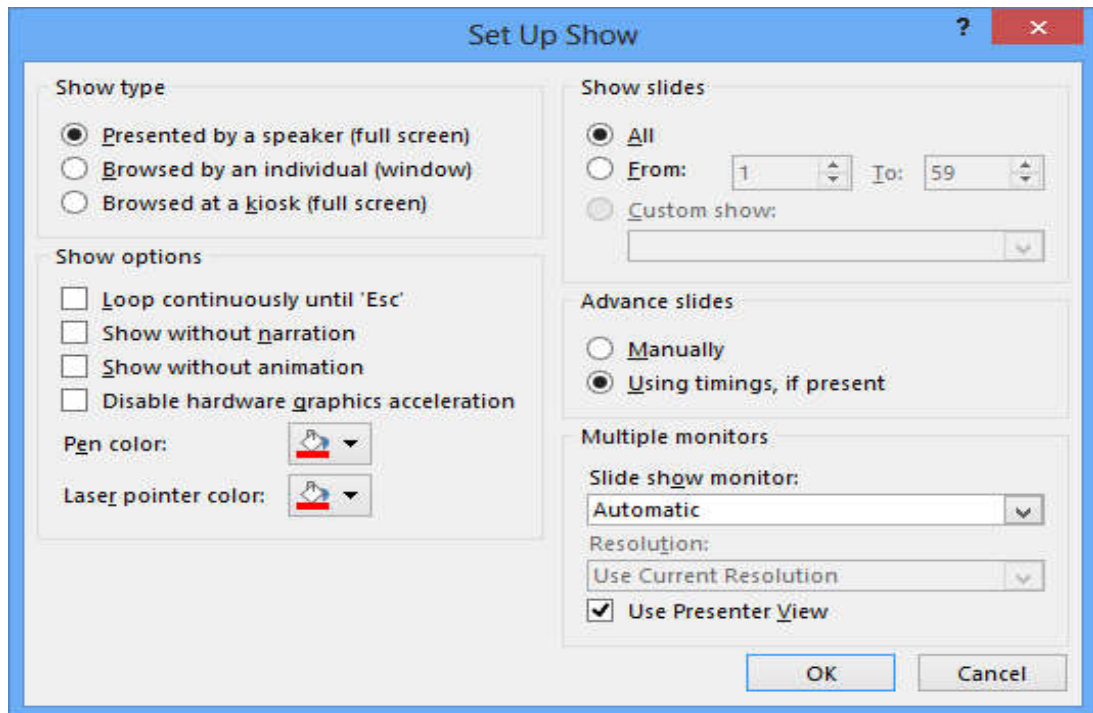 Set Up Show
?
Show type
Presented by a speaker (full screen)
Browsed by an individual (window)
Browsed at a kiosk (full screen)
Show options
Loop continuously until 'Esc'
Show without narration
Show without animation
Disable hardware graphics acceleration
Pen color:
Laser pointer color:
Show slides
All
From: 1 To: 59
Custom show:
Advance slides
Manually
Using timings, if present
Multiple monitors
Slide show monitor:
Automatic
Resolution:
Use Current Resolution
Use Presenter View
OK Cancel